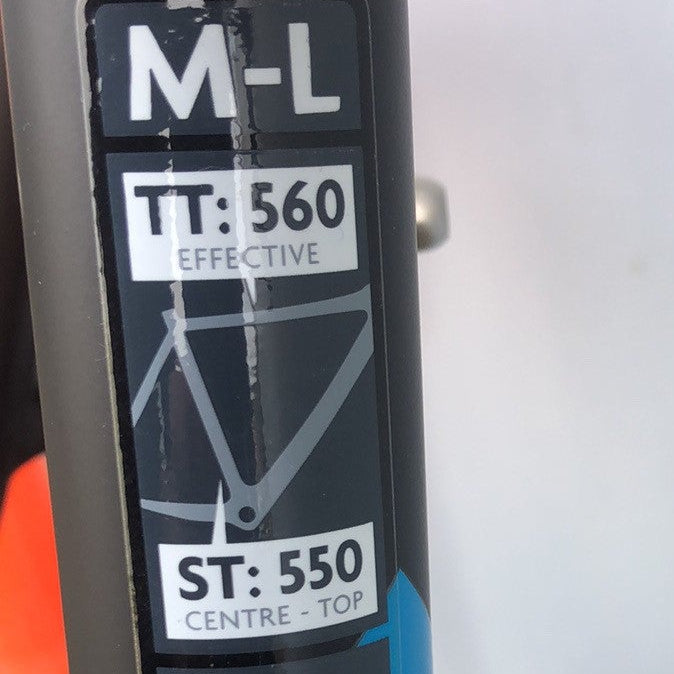 M-L
TT: 560
EFFECTIVE
ST: 550
CENTRE - TOP